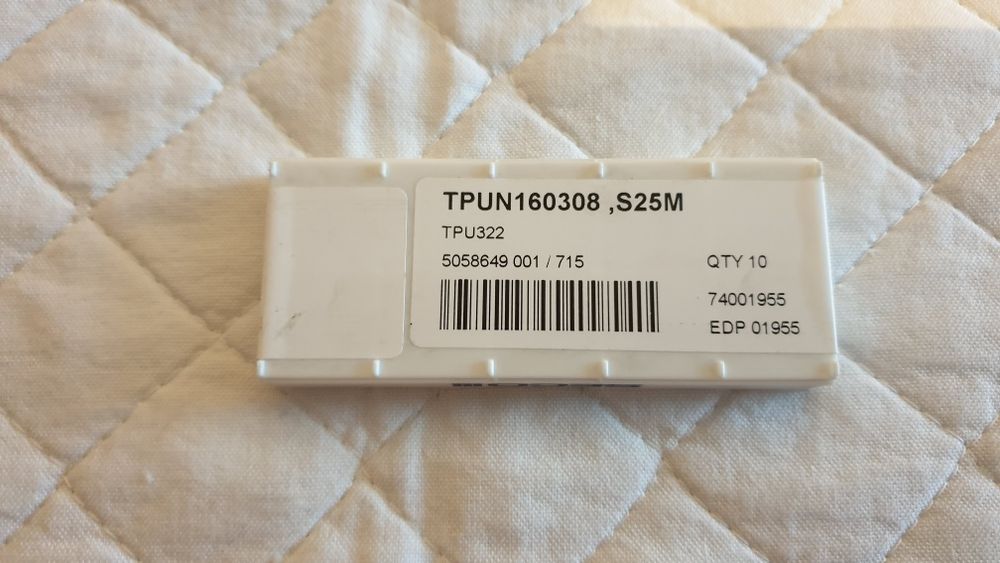 TPUN160308 ,S25M
TPU322
5058649 001 / 715
QTY 10
74001955
EDP 01955